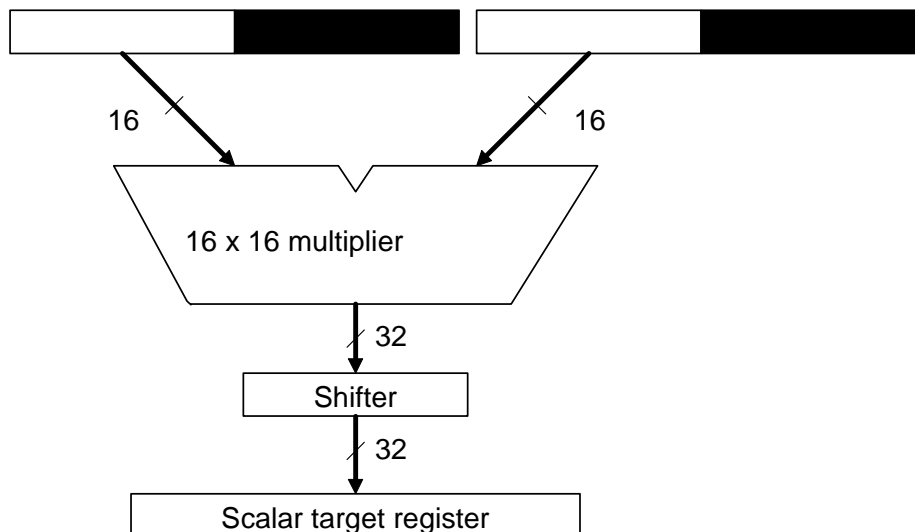 16
16
16 x 16 multiplier
32
Shifter
32
Scalar target register